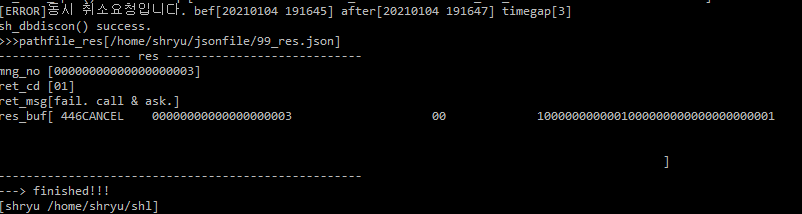 [ERROR]동시 취소요청입니다. bef[20210104 191645] after[20210104 191647] timegap[3]
sh_dbdiscon() success.
>>>pathfile_res[/home/shryu/jsonfile/99_res.json]
------------------- res ----------------------------
mng_no [00000000000000000003]
ret_cd [01]
ret_msg[fail. call & ask.]
res_buf[ 446CANCEL    00000000000000000003                    00             1000000000001000000000000000000001
]
----------------------------------------------------
---> finished!!!
[shryu /home/shryu/shl]